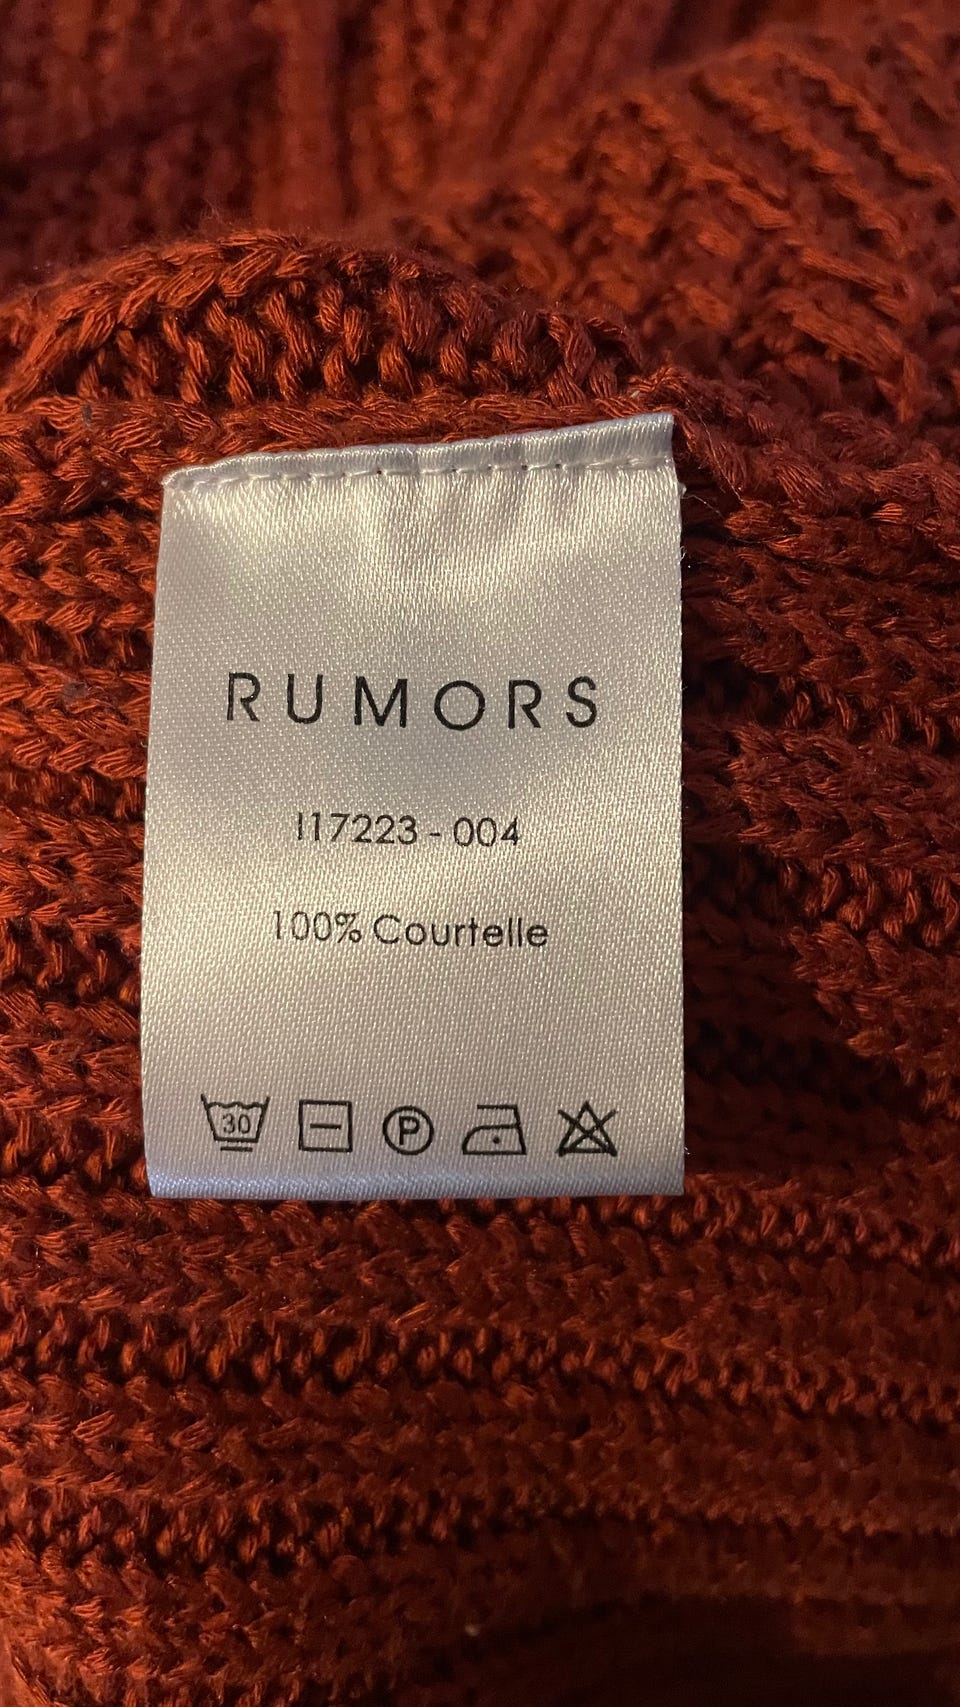 RUMORS
I17223 - 004
100% Courtelle
30 P